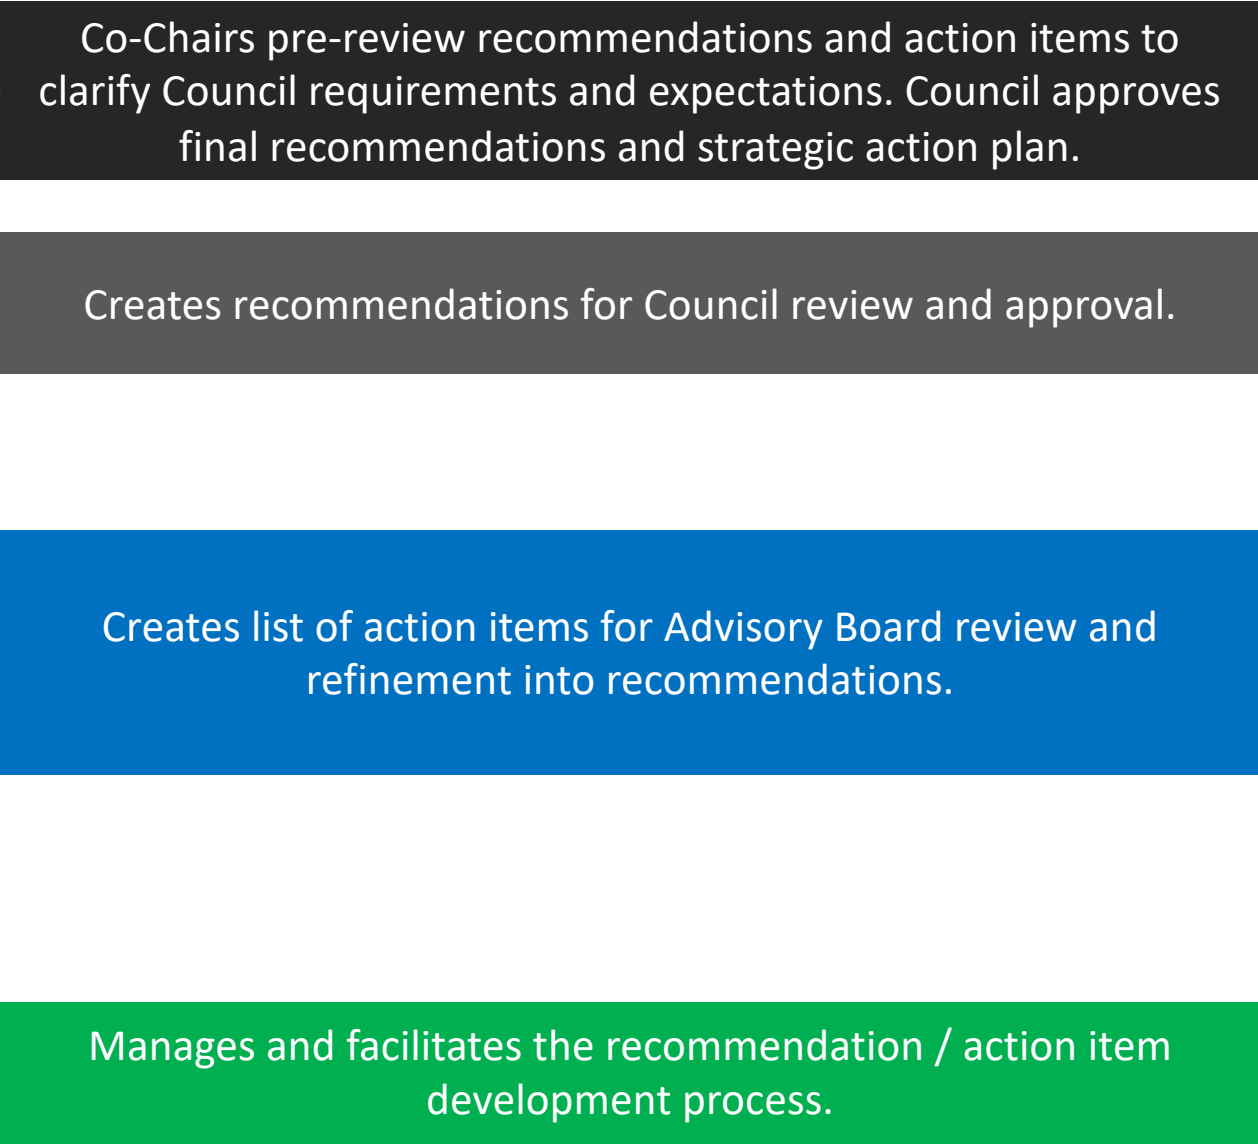 Co-Chairs pre-review recommendations and action items to
clarify Council requirements and expectations. Council approves
final recommendations and strategic action plan.
Creates recommendations for Council review and approval.
Creates list of action items for Advisory Board review and
refinement into recommendations.
Manages and facilitates the recommendation / action item
development process.